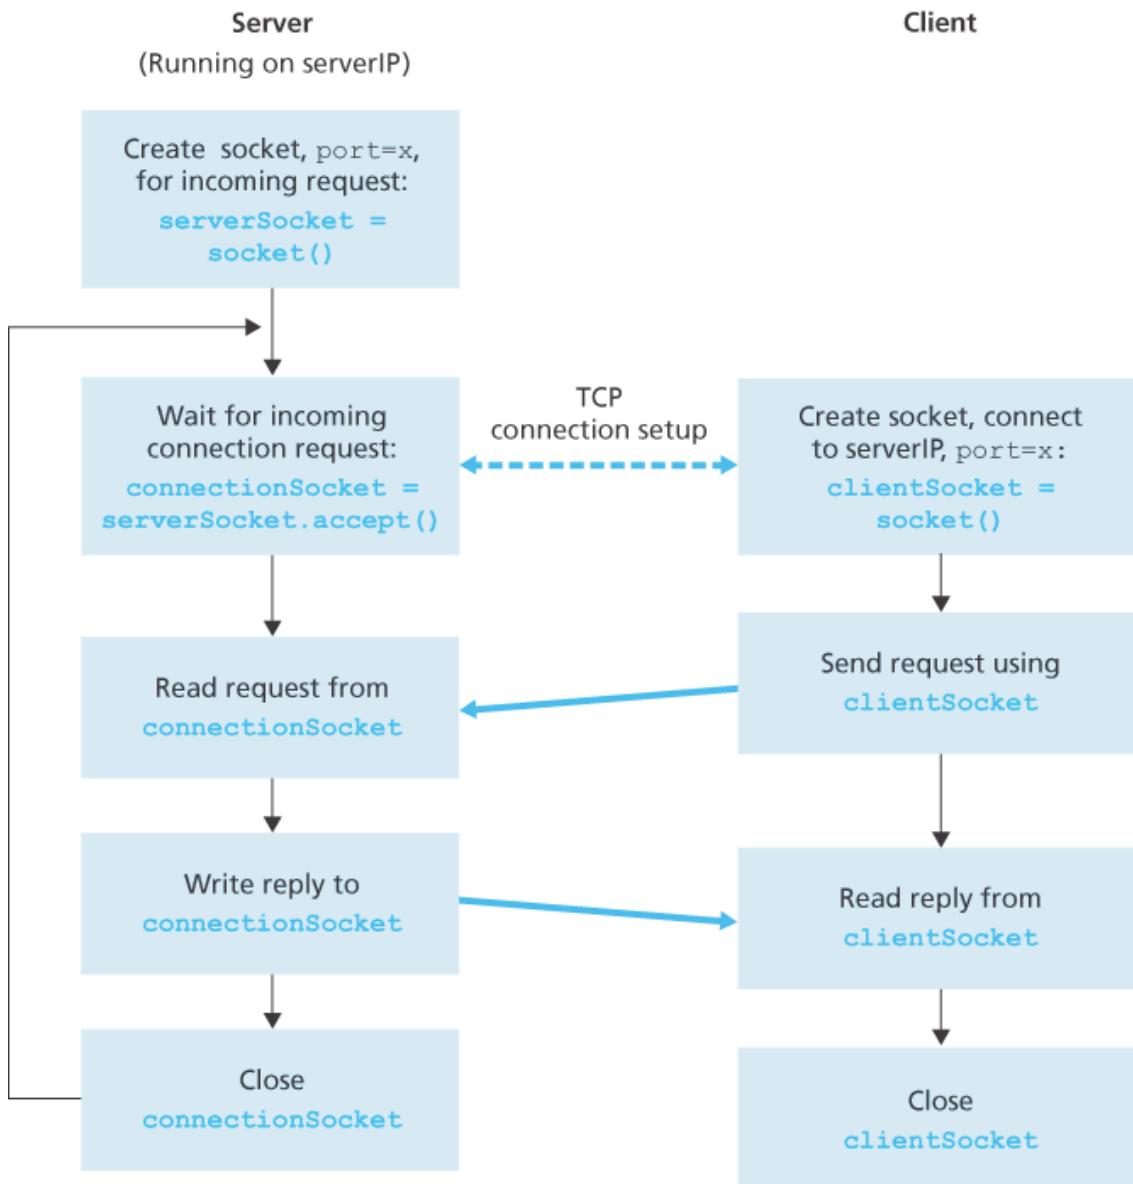 Server
(Running on serverIP)
Create socket, port=x,
for incoming request:
serverSocket =
socket()
Wait for incoming
connection request:
connectionSocket =
serverSocket.accept()
Read request from
connectionSocket
Write reply to
connectionSocket
Close
connectionSocket
TCP
connection setup
Client
Create socket, connect
to serverIP, port=x:
clientSocket =
socket()
Send request using
clientSocket
Read reply from
clientSocket
Close
clientSocket